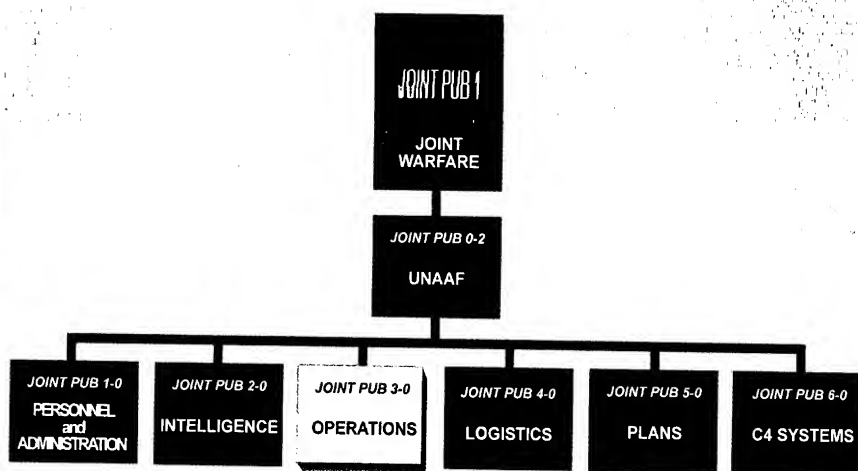 JOINT PUB 1
JOINT
WARFARE
JOINT PUB 0-2
UNAAF
JOINT PUB 1-0
PERSONNEL
and
ADMINISTRATION
JOINT PUB 2-0
INTELLIGENCE
JOINT PUB 3-0
OPERATIONS
JOINT PUB 4-0
LOGISTICS
JOINT PUB 5-0
PLANS
JOINT PUB 6-0
C4 SYSTEMS